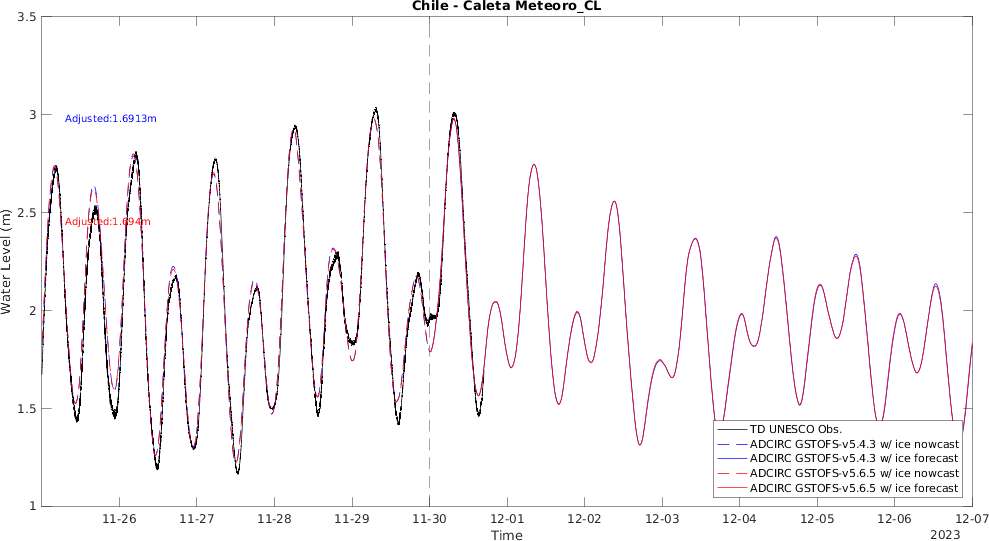 Chile - Caleta Meteoro_CL
3.5
3
2.5
2
1.5
1
Water Level (m)
Adjusted:1.6913m
Adjusted:1.694m
TD UNESCO Obs.
ADCIRC GSTOFS-v5.4.3 w/ ice nowcast
ADCIRC GSTOFS-v5.4.3 w/ ice forecast
ADCIRC GSTOFS-v5.6.5 w/ ice nowcast
ADCIRC GSTOFS-v5.6.5 w/ ice forecast
11-26 11-27 11-28 11-29 11-30 12-01 12-02 12-03 12-04 12-05 12-06 12-07
Time
2023